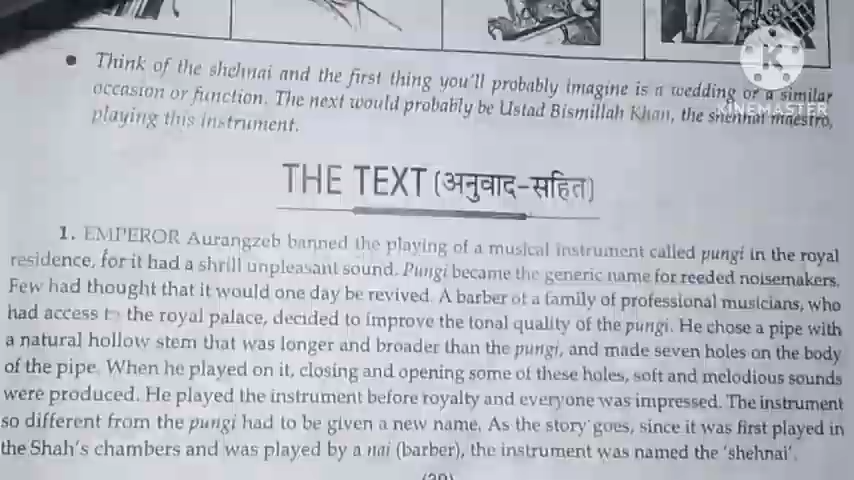 K
KINEMASTER
• Think of the shehnai and the first thing you'll probably imagine is a wedding or a similar
occasion or function. The next would probably be Ustad Bismillah Khan, the shehnai maestro,
playing this instrument.
THE TEXT (अनुवाद-सहित)
1. EMPEROR Aurangzeb banned the playing of a musical instrument called pungi in the royal
residence, for it had a shrill unpleasant sound. Pungi became the generic name for reeded noisemakers.
Few had thought that it would one day be revived. A barber of a family of professional musicians, who
had access to the royal palace, decided to improve the tonal quality of the pungi. He chose a pipe with
a natural hollow stem that was longer and broader than the pungi, and made seven holes on the body
of the pipe. When he played on it, closing and opening some of these holes, soft and melodious sounds
were produced. He played the instrument before royalty and everyone was impressed. The instrument
so different from the pungi had to be given a new name. As the story goes, since it was first played in
the Shah's chambers and was played by a nai (barber), the instrument was named the 'shehnai'.